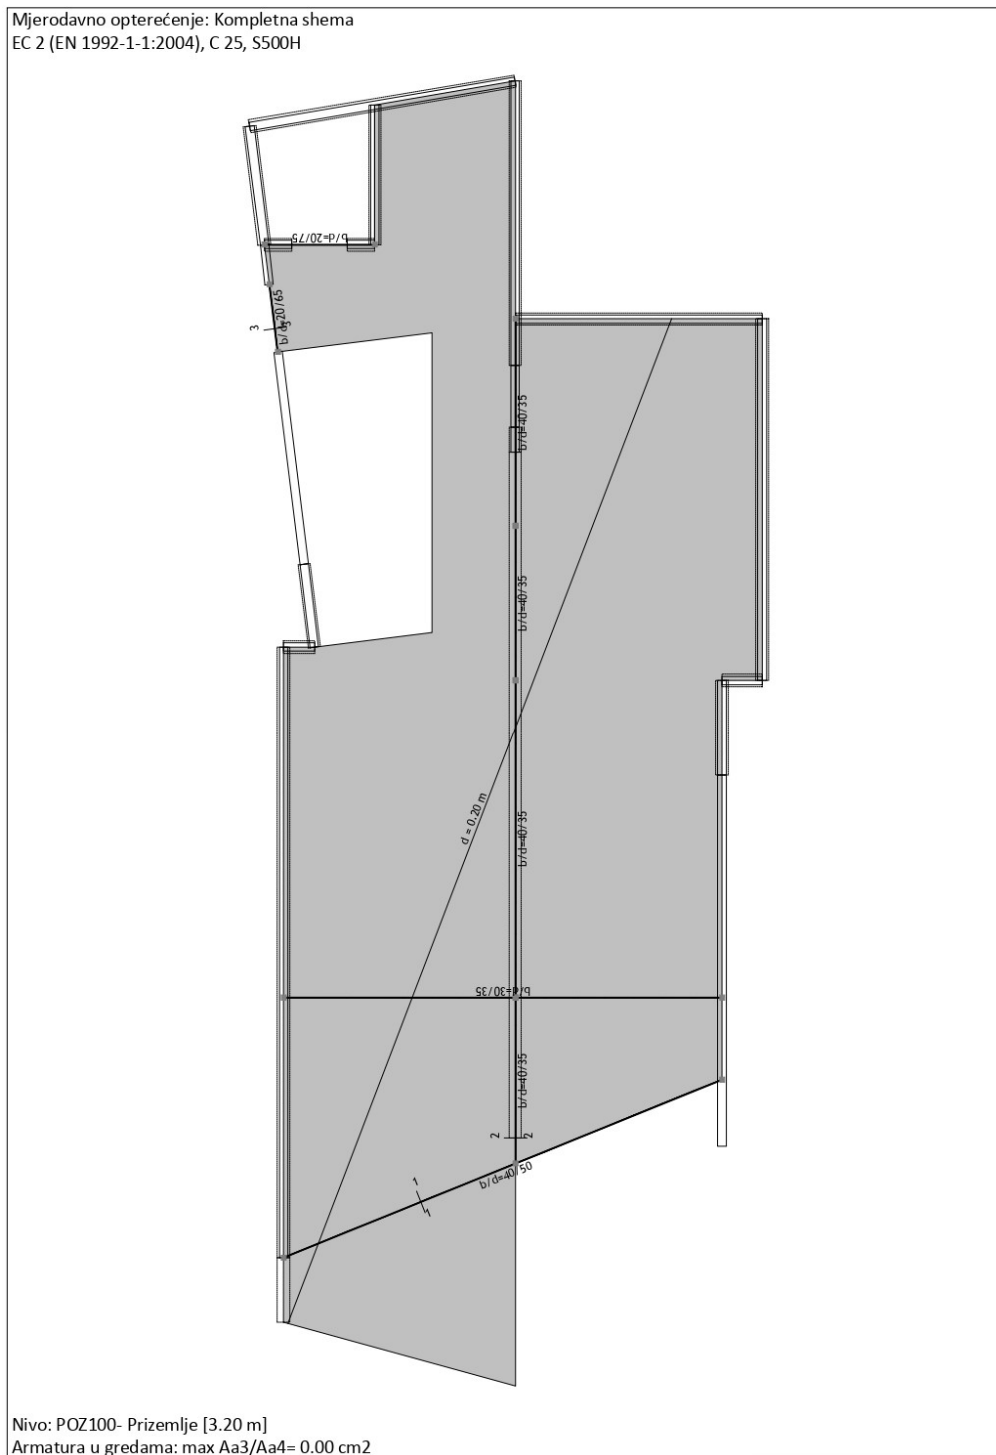 Mjerodavno opterećenje: Kompletna shema
EC 2 (EN 1992-1-1:2004), C 25, S500H
b/d=20/75
3
3
b/d=20/65
b/d=40/35
b/d=40/35
d = 0.20 m
b/d=40/35
b/d=30/35
b/d=40/35
2
2
b/d=40/50
1
1
Nivo: POZ100- Prizemlje [3.20 m]
Armatura u gredama: max Aa3/Aa4= 0.00 cm2